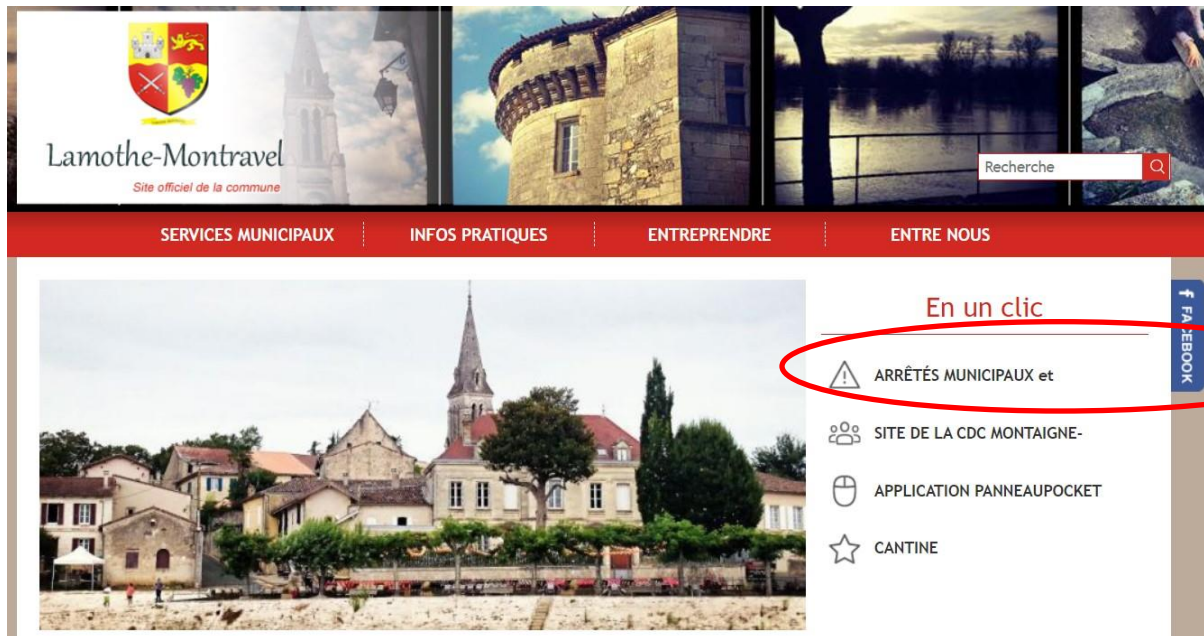 Lamothe-Montravel
Site officiel de la commune
Recherche
SERVICES MUNICIPAUX
INFOS PRATIQUES
ENTREPRENDRE
ENTRE NOUS
En un clic
f FACEBOOK
ARRÊTÉS MUNICIPAUX et
SITE DE LA CDC MONTAIGNE-
APPLICATION PANNEAUPOCKET
CANTINE